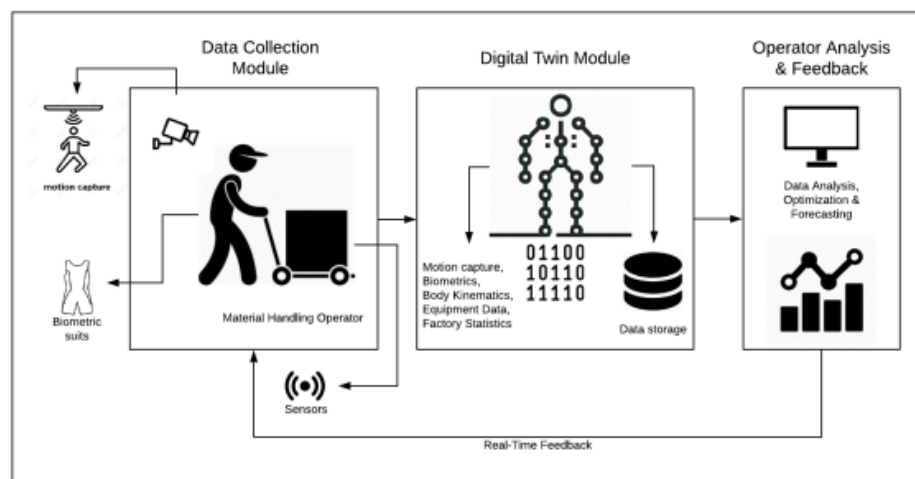 Data Collection
Module
Digital Twin Module
Operator Analysis
& Feedback
motion capture
Biometric
suits
Material Handling Operator
Sensors
01100
10110
11110
Motion capture,
Biometrics,
Body Kinematics,
Equipment Data,
Factory Statistics
Data storage
Data Analysis,
Optimization &
Forecasting
Real-Time Feedback